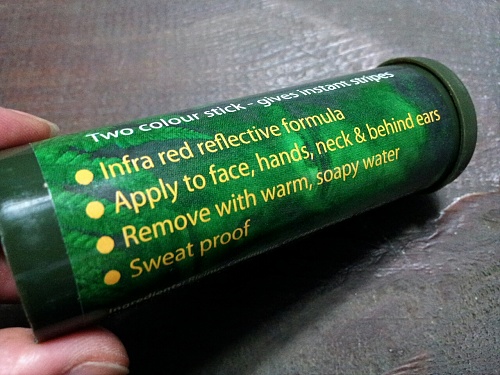 Two colour stick - gives instant stripes
Infra red reflective formula
Apply to face, hands, neck & behind ears
Remove with warm, soapy water
Sweat proof